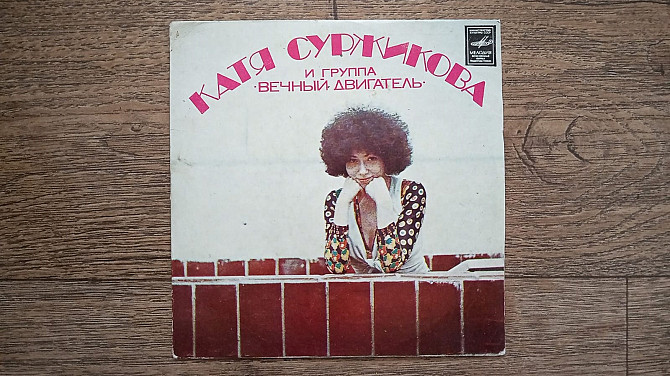 КАТЯ СУРЖИКОВА
И ГРУППА
·ВЕЧНЫЙ ДВИГАТЕЛЬ·
МЕЛОДИЯ